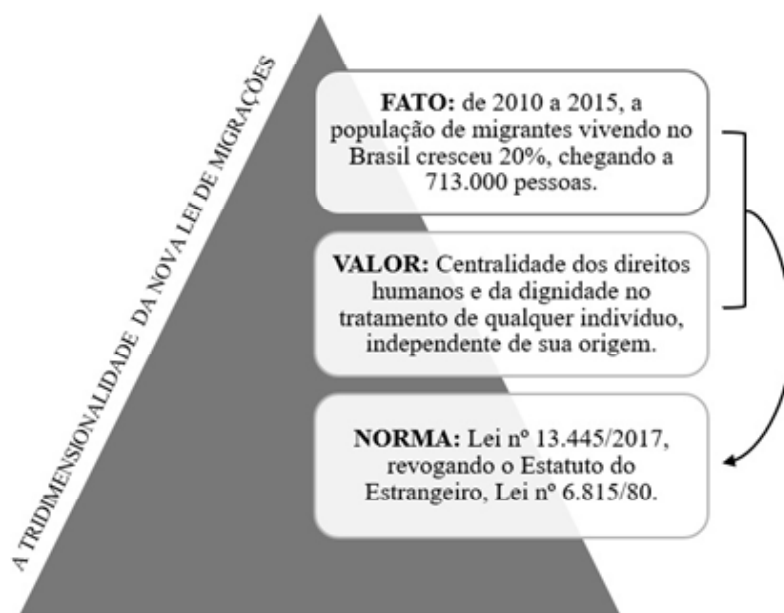 A TRIDIMENSIONALIDADE DA NOVA LEI DE MIGRAÇÕES
FATO: de 2010 a 2015, a
população de migrantes vivendo no
Brasil cresceu 20%, chegando a
713.000 pessoas.
VALOR: Centralidade dos direitos
humanos e da dignidade no
tratamento de qualquer indivíduo,
independente de sua origem.
NORMA: Lei nº 13.445/2017,
revogando o Estatuto do
Estrangeiro, Lei nº 6.815/80.